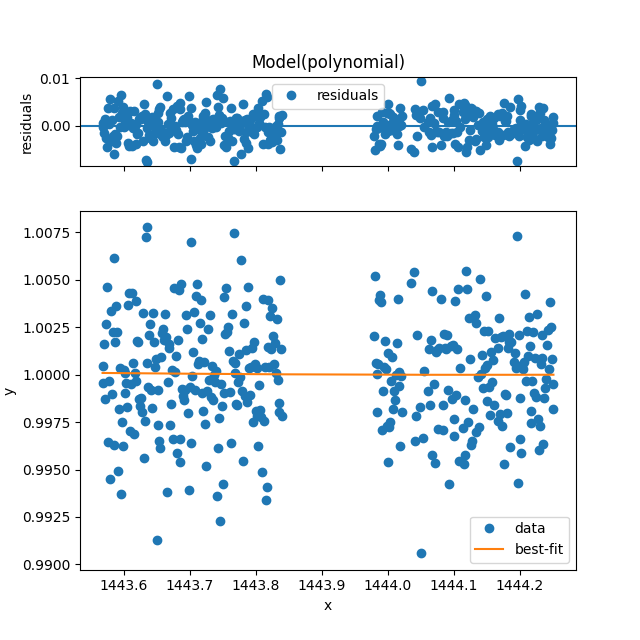 Model(polynomial)
0.01
0.00
residuals
residuals
1.0075
1.0050
1.0025
1.0000
0.9975
0.9950
0.9925
0.9900
y
data
best-fit
1443.6 1443.7 1443.8 1443.9 1444.0 1444.1 1444.2
x